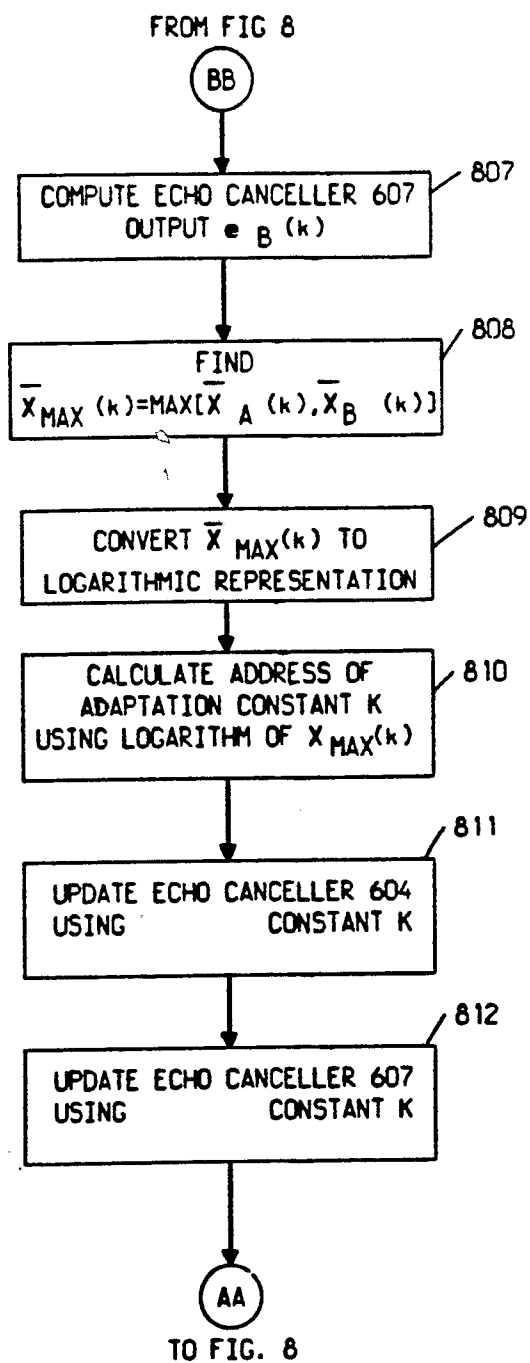 FROM FIG 8
BB
807
COMPUTE ECHO CANCELLER 607
OUTPUT e B (k)
808
FIND
X̅ MAX (k)=MAX[X̅ A (k),X̅ B (k)]
809
CONVERT X̅ MAX(k) TO
LOGARITHMIC REPRESENTATION
810
CALCULATE ADDRESS OF
ADAPTATION CONSTANT K
USING LOGARITHM OF X MAX(k)
811
UPDATE ECHO CANCELLER 604
USING CONSTANT K
812
UPDATE ECHO CANCELLER 607
USING CONSTANT K
AA
TO FIG. 8